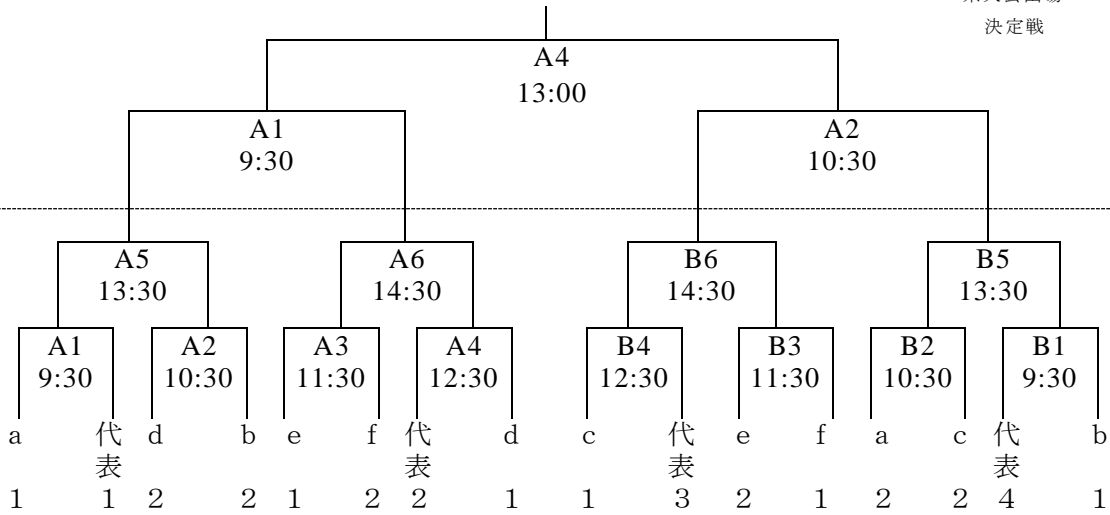 決定戦
A4
13:00
A1 A2
9:30 10:30
A5 A6 B6 B5
13:30 14:30 14:30 13:30
A1 A2 A3 A4 B4 B3 B2 B1
9:30 10:30 11:30 12:30 12:30 11:30 10:30 9:30
a 代表 d b e f 代表 d c 代表 e f a c 代表 b
1 1 2 2 1 2 2 1 1 3 2 1 2 2 4 1